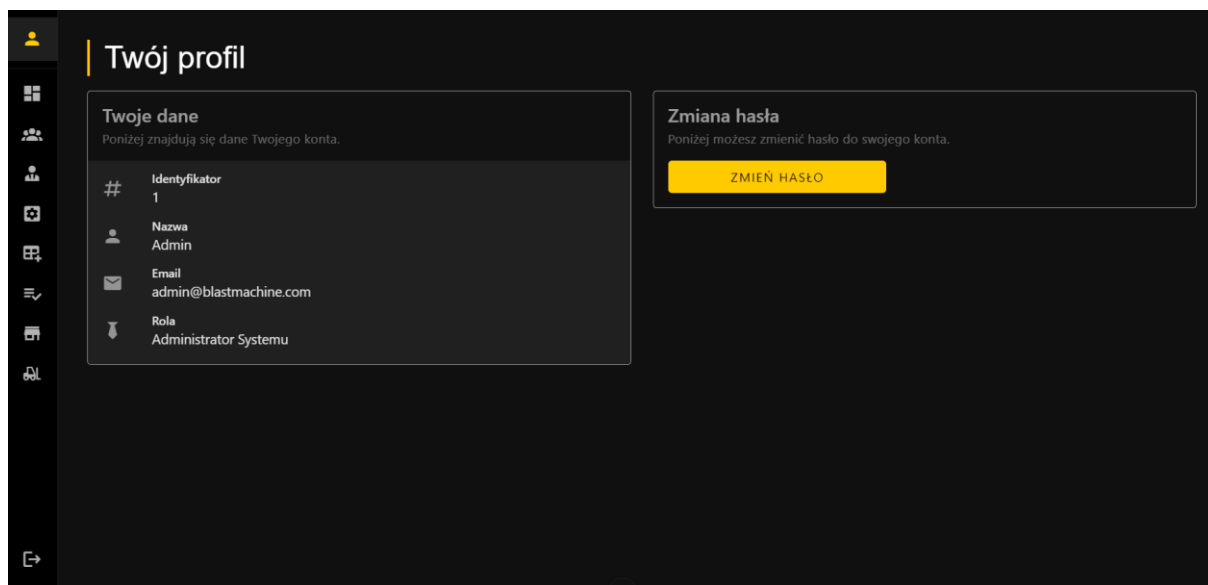 Twój profil
Twoje dane
Poniżej znajdują się dane Twojego konta.
Identyfikator
1
Nazwa
Admin
Email
admin@blastmachine.com
Rola
Administrator Systemu
Zmiana hasła
Poniżej możesz zmienić hasło do swojego konta.
ZMIEŃ HASŁO